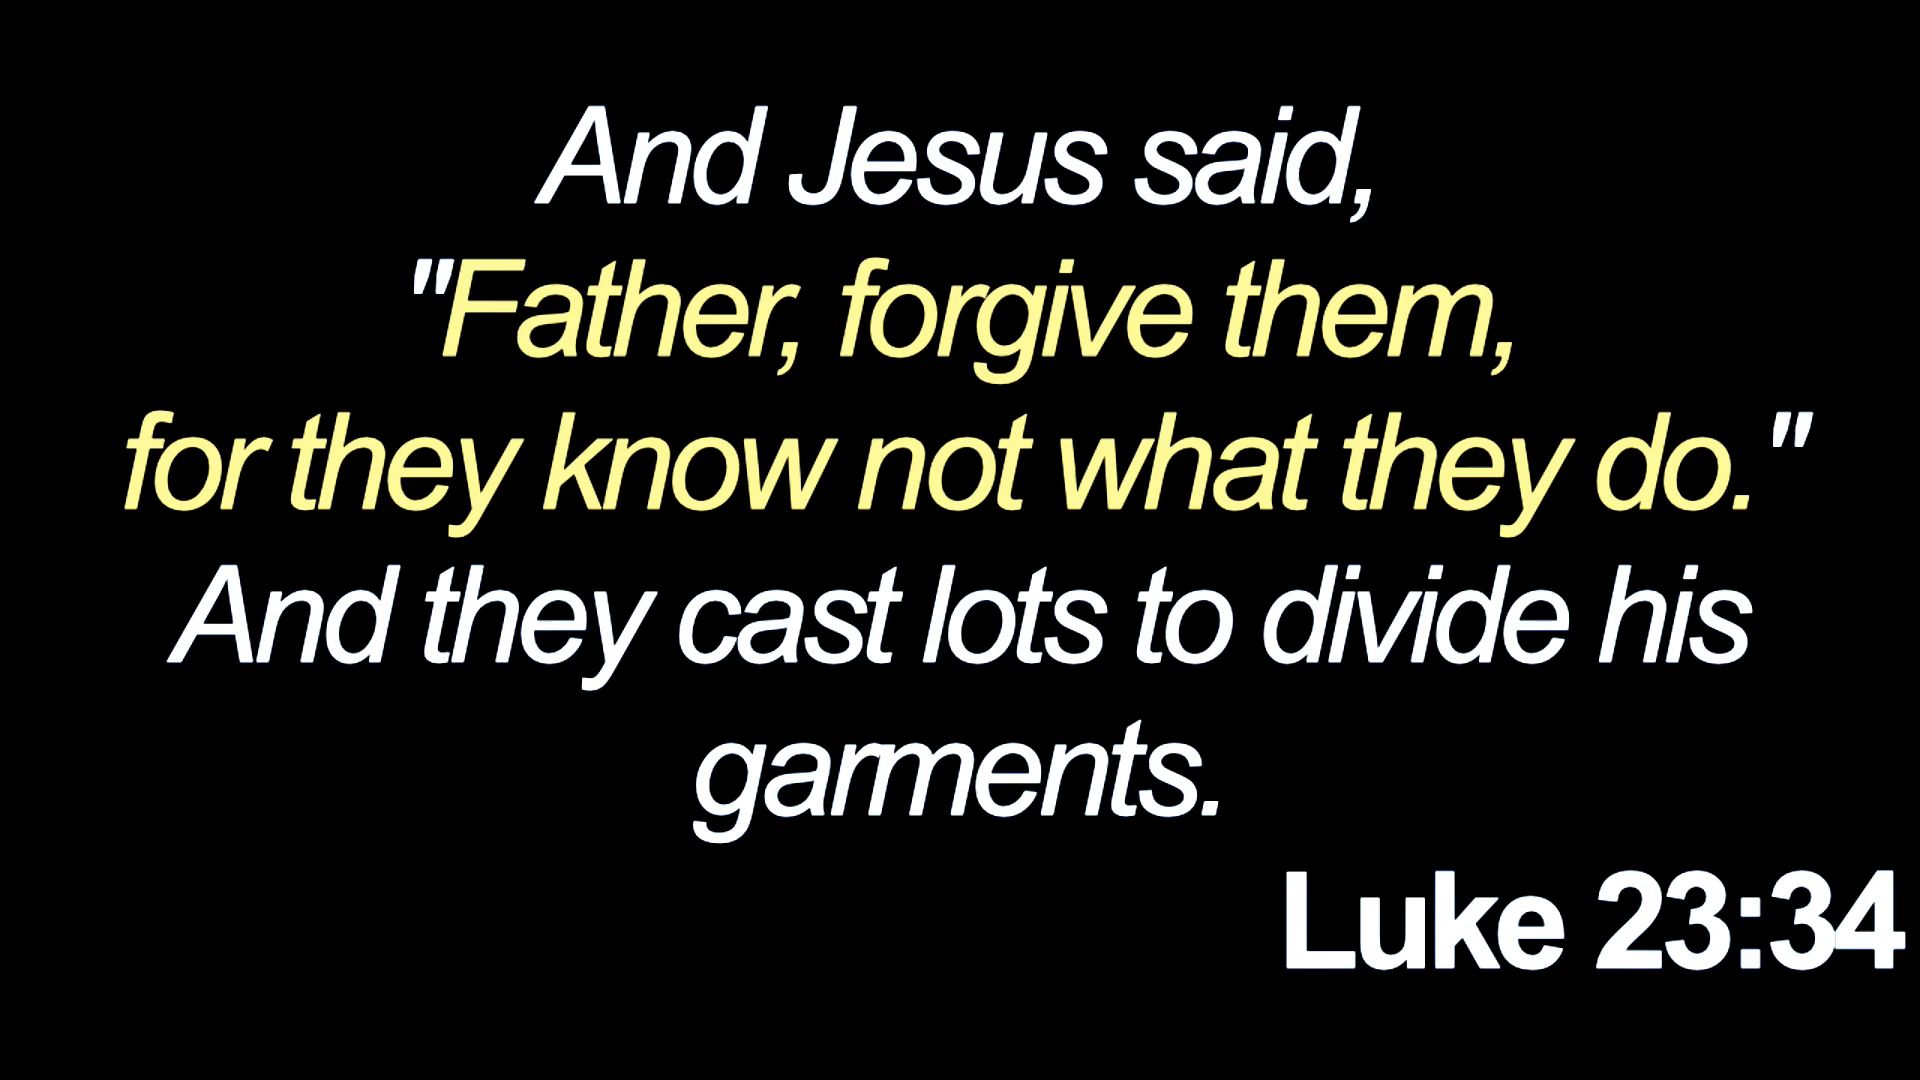 And Jesus said,
"Father, forgive them,
for they know not what they do."
And they cast lots to divide his
garments.
Luke 23:34